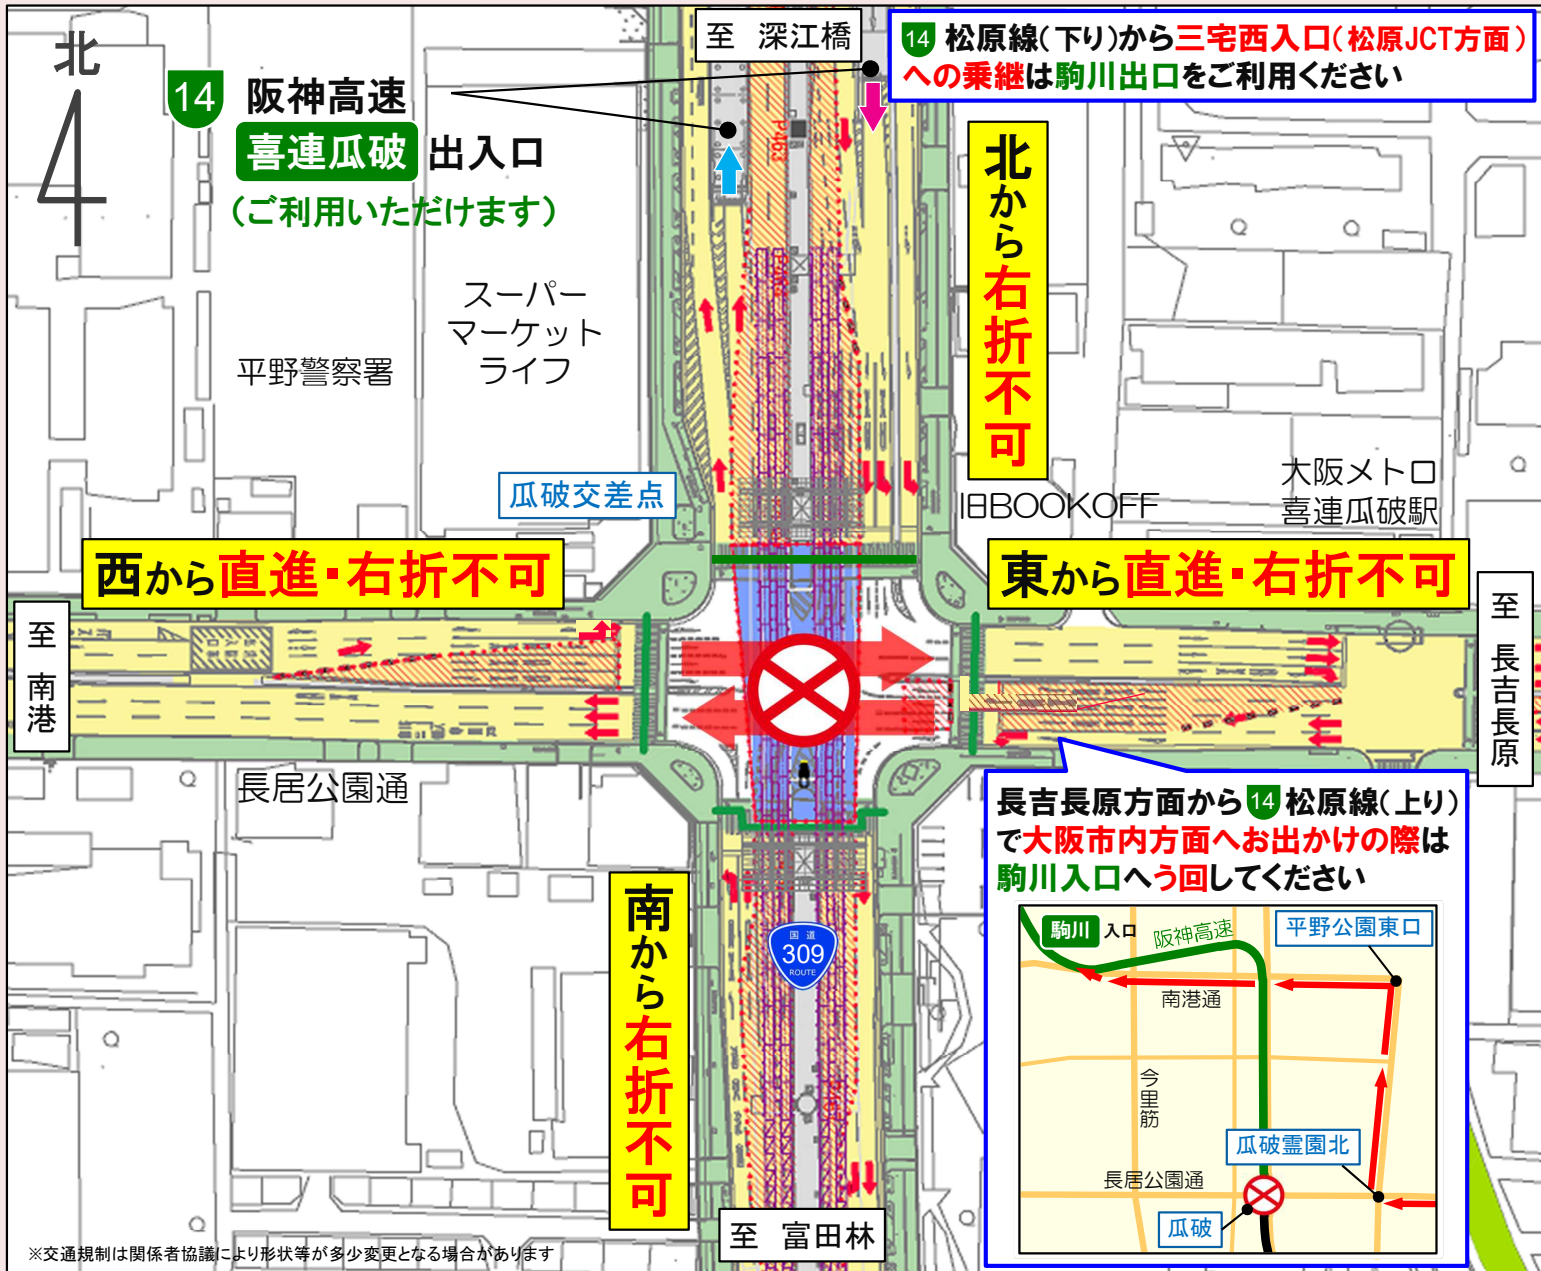 北
至 深江橋
14 松原線(下り)から三宅西入口(松原JCT方面)
への乗継は駒川出口をご利用ください
14 阪神高速
喜連瓜破 出入口
(ご利用いただけます)
P463
北から右折不可
スーパー
マーケット
ライフ
平野警察署
瓜破交差点
旧BOOKOFF
大阪メトロ
喜連瓜破駅
西から直進・右折不可
東から直進・右折不可
至 南港
至 長吉長原
長居公園通
長吉長原方面から 14 松原線(上り)
で大阪市内方面へお出かけの際は
駒川入口へう回してください
南から右折不可
国道
309
ROUTE
駒川 入口
阪神高速
平野公園東口
南港通
今里筋
瓜破霊園北
長居公園通
瓜破
至 富田林
※交通規制は関係者協議により形状等が多少変更となる場合があります